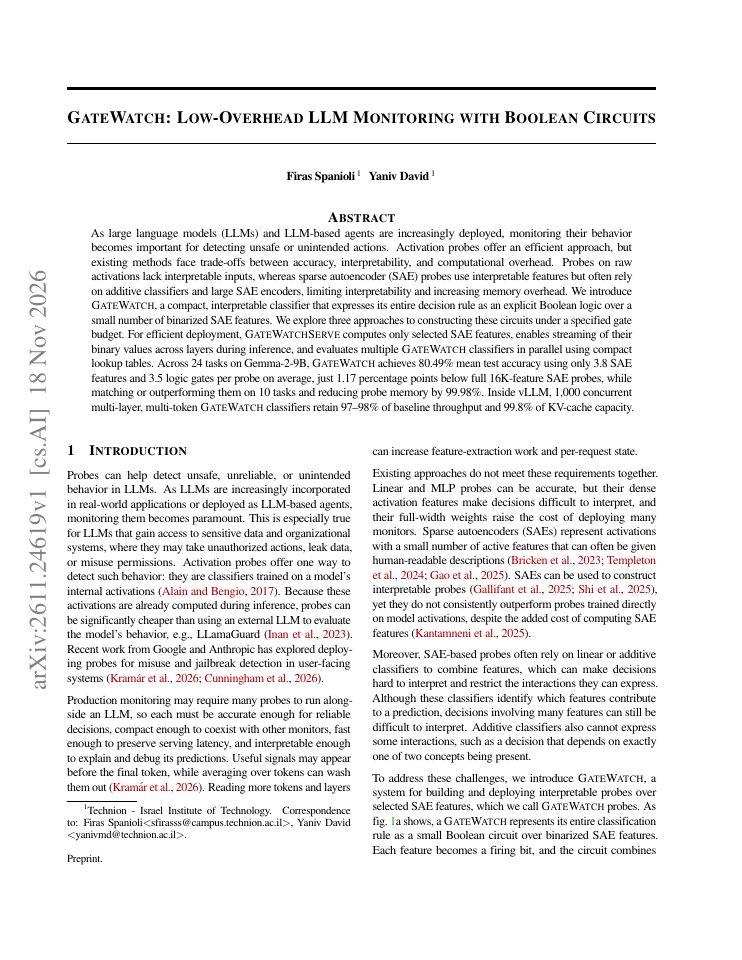 GATEWATCH: LOW-OVERHEAD LLM MONITORING WITH BOOLEAN CIRCUITS
Firas Spanioli 1 Yaniv David 1
ABSTRACT
As large language models (LLMs) and LLM-based agents are increasingly deployed, monitoring their behavior
becomes important for detecting unsafe or unintended actions. Activation probes offer an efficient approach, but
existing methods face trade-offs between accuracy, interpretability, and computational overhead. Probes on raw
activations lack interpretable inputs, whereas sparse autoencoder (SAE) probes use interpretable features but often rely
on additive classifiers and large SAE encoders, limiting interpretability and increasing memory overhead. We introduce
GATEWATCH, a compact, interpretable classifier that expresses its entire decision rule as an explicit Boolean logic over a
small number of binarized SAE features. We explore three approaches to constructing these circuits under a specified gate
budget. For efficient deployment, GATEWATCHSERVE computes only selected SAE features, enables streaming of their
binary values across layers during inference, and evaluates multiple GATEWATCH classifiers in parallel using compact
lookup tables. Across 24 tasks on Gemma-2-9B, GATEWATCH achieves 80.49% mean test accuracy using only 3.8 SAE
features and 3.5 logic gates per probe on average, just 1.17 percentage points below full 16K-feature SAE probes, while
matching or outperforming them on 10 tasks and reducing probe memory by 99.98%. Inside vLLM, 1,000 concurrent
multi-layer, multi-token GATEWATCH classifiers retain 97–98% of baseline throughput and 99.8% of KV-cache capacity.
1 INTRODUCTION
Probes can help detect unsafe, unreliable, or unintended
behavior in LLMs. As LLMs are increasingly incorporated
in real-world applications or deployed as LLM-based agents,
monitoring them becomes paramount. This is especially true
for LLMs that gain access to sensitive data and organizational
systems, where they may take unauthorized actions, leak data,
or misuse permissions. Activation probes offer one way to
detect such behavior: they are classifiers trained on a model's
internal activations (Alain and Bengio, 2017). Because these
activations are already computed during inference, probes can
be significantly cheaper than using an external LLM to evaluate
the model's behavior, e.g., LLamaGuard (Inan et al., 2023).
Recent work from Google and Anthropic has explored deploy-
ing probes for misuse and jailbreak detection in user-facing
systems (Kramár et al., 2026; Cunningham et al., 2026).
Production monitoring may require many probes to run along-
side an LLM, so each must be accurate enough for reliable
decisions, compact enough to coexist with other monitors, fast
enough to preserve serving latency, and interpretable enough
to explain and debug its predictions. Useful signals may appear
before the final token, while averaging over tokens can wash
them out (Kramár et al., 2026). Reading more tokens and layers
1Technion - Israel Institute of Technology. Correspondence
to: Firas Spanioli<sfirasss@campus.technion.ac.il>, Yaniv David
<yanivmd@technion.ac.il>.
Preprint.
can increase feature-extraction work and per-request state.
Existing approaches do not meet these requirements together.
Linear and MLP probes can be accurate, but their dense
activation features make decisions difficult to interpret, and
their full-width weights raise the cost of deploying many
monitors. Sparse autoencoders (SAEs) represent activations
with a small number of active features that can often be given
human-readable descriptions (Bricken et al., 2023; Templeton
et al., 2024; Gao et al., 2025). SAEs can be used to construct
interpretable probes (Gallifant et al., 2025; Shi et al., 2025),
yet they do not consistently outperform probes trained directly
on model activations, despite the added cost of computing SAE
features (Kantamneni et al., 2025).
Moreover, SAE-based probes often rely on linear or additive
classifiers to combine features, which can make decisions
hard to interpret and restrict the interactions they can express.
Although these classifiers identify which features contribute
to a prediction, decisions involving many features can still be
difficult to interpret. Additive classifiers also cannot express
some interactions, such as a decision that depends on exactly
one of two concepts being present.
To address these challenges, we introduce GATEWATCH, a
system for building and deploying interpretable probes over
selected SAE features, which we call GATEWATCH probes. As
fig. 1a shows, a GATEWATCH represents its entire classification
rule as a small Boolean circuit over binarized SAE features.
Each feature becomes a firing bit, and the circuit combines
arXiv:2611.24619v1 [cs.AI] 18 Nov 2026